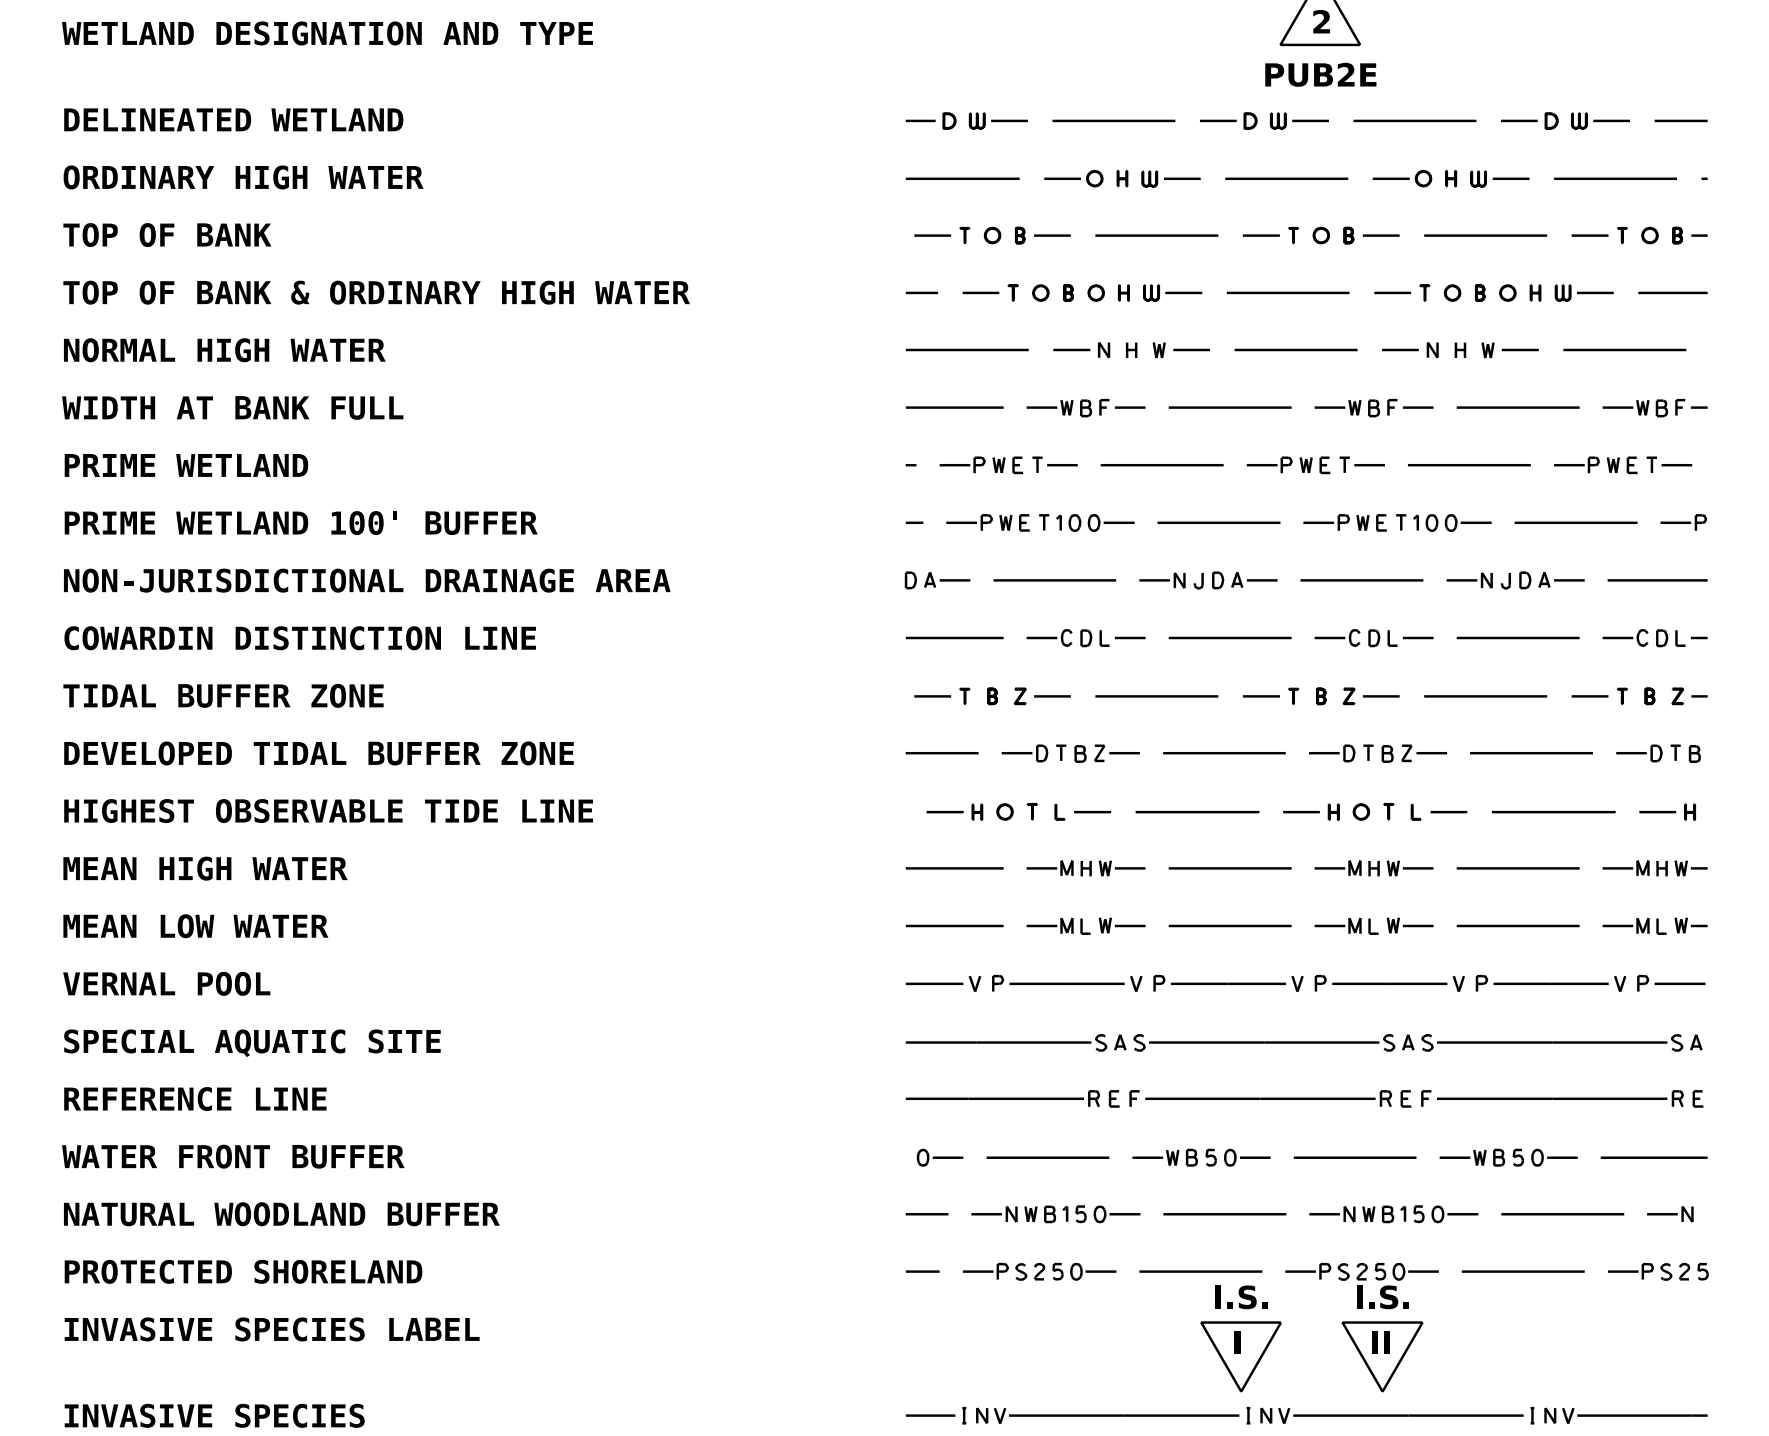 WETLAND DESIGNATION AND TYPE 2
PUB2E
DELINEATED WETLAND DW DW DW
ORDINARY HIGH WATER OHW OHW
TOP OF BANK TOB TOB TOB
TOP OF BANK & ORDINARY HIGH WATER TOBOHW TOBOHW
NORMAL HIGH WATER NHW NHW
WIDTH AT BANK FULL WBF WBF WBF
PRIME WETLAND PWET PWET PWET
PRIME WETLAND 100' BUFFER PWET100 PWET100 P
NON-JURISDICTIONAL DRAINAGE AREA DA NJDA NJDA
COWARDIN DISTINCTION LINE CDL CDL CDL
TIDAL BUFFER ZONE TBZ TBZ TBZ
DEVELOPED TIDAL BUFFER ZONE DTBZ DTBZ DTB
HIGHEST OBSERVABLE TIDE LINE HOTL HOTL H
MEAN HIGH WATER MHW MHW MHW
MEAN LOW WATER MLW MLW MLW
VERNAL POOL VP VP VP VP VP
SPECIAL AQUATIC SITE SAS SAS SA
REFERENCE LINE REF REF RE
WATER FRONT BUFFER 0 WB50 WB50
NATURAL WOODLAND BUFFER NWB150 NWB150 N
PROTECTED SHORELAND PS250 PS250 PS25
I.S. I.S.
INVASIVE SPECIES LABEL I II
INVASIVE SPECIES INV INV INV